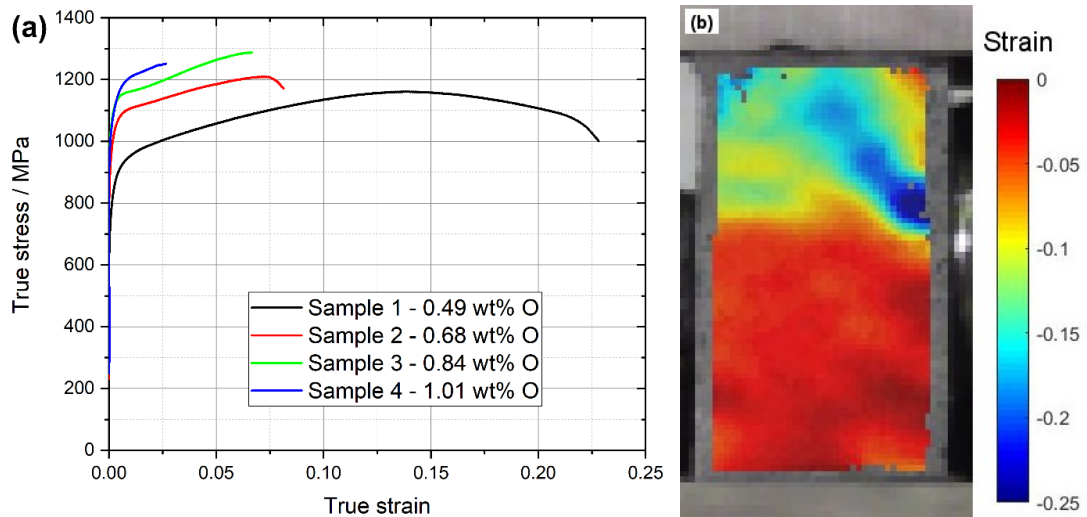 (a)
1400
1200
1000
800
600
400
200
0
True stress / MPa
Sample 1 - 0.49 wt% O
Sample 2 - 0.68 wt% O
Sample 3 - 0.84 wt% O
Sample 4 - 1.01 wt% O
0.00 0.05 0.10 0.15 0.20 0.25
True strain
(b)
Strain
0
-0.05
-0.1
-0.15
-0.2
-0.25